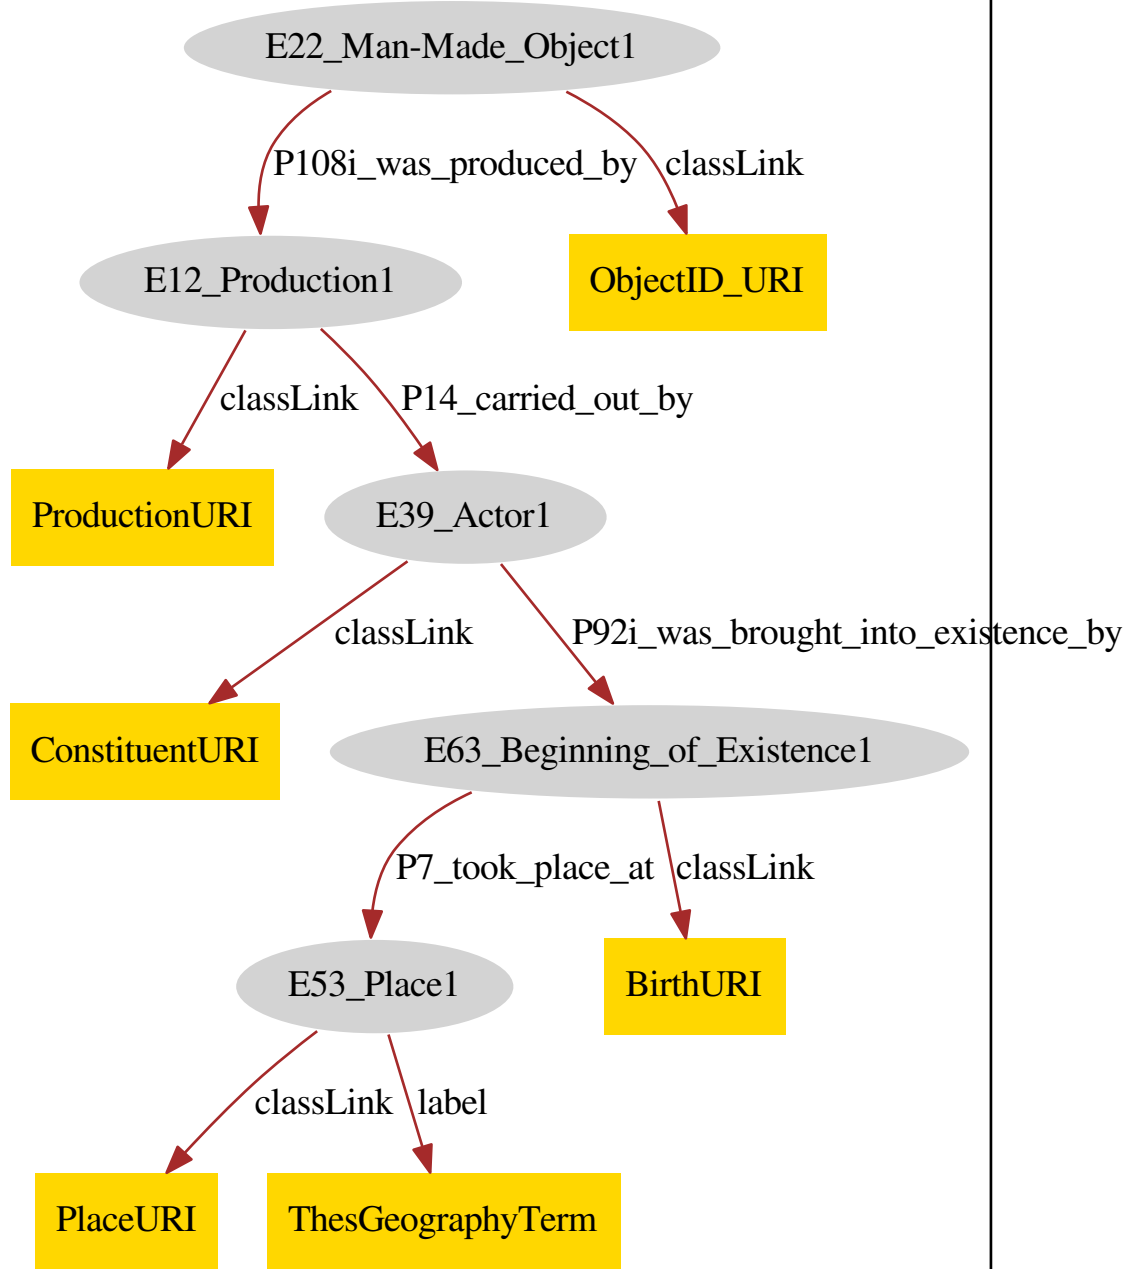 E22_Man-Made_Object1
P108i_was_produced_by classLink
E12_Production1 ObjectID_URI
classLink P14_carried_out_by
ProductionURI E39_Actor1
classLink P92i_was_brought_into_existence_by
ConstituentURI E63_Beginning_of_Existence1
P7_took_place_at classLink
E53_Place1 BirthURI
classLink label
PlaceURI ThesGeographyTerm